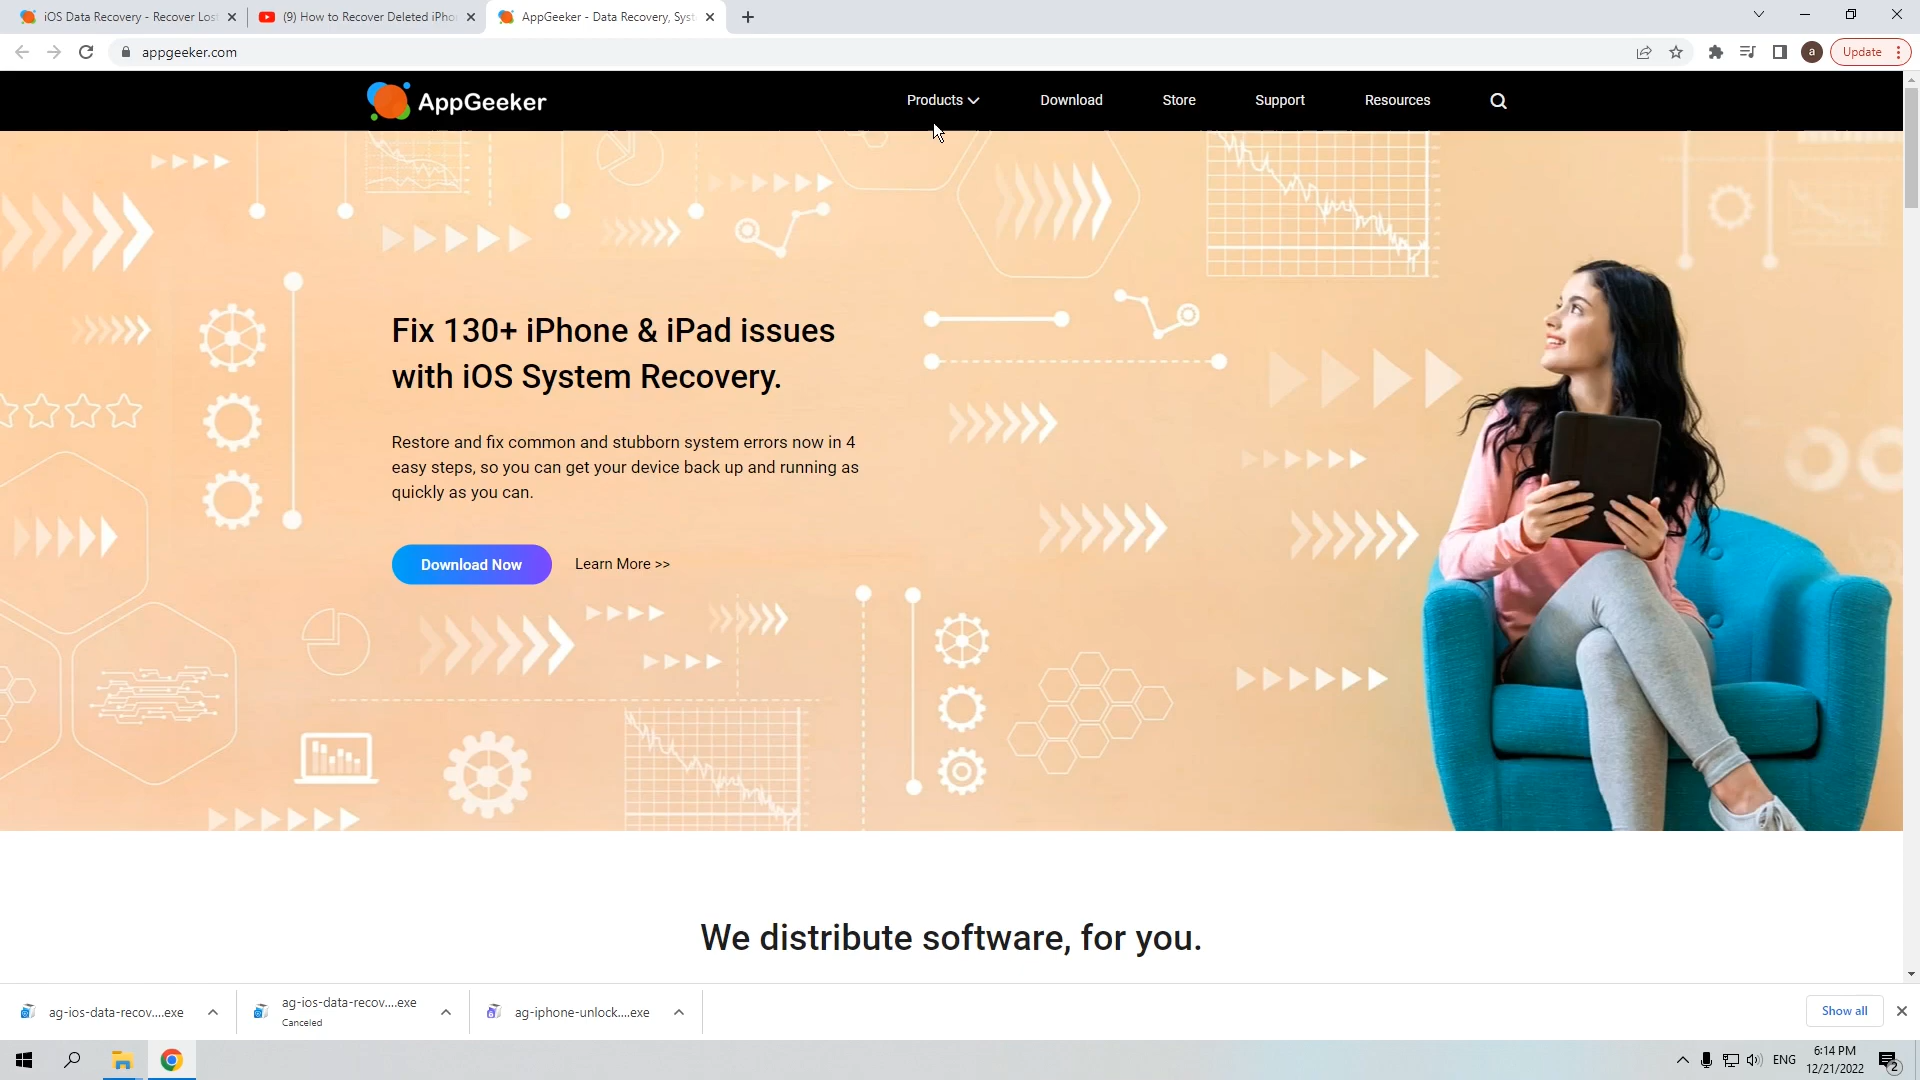 iOS Data Recovery - Recover Lost
(9) How to Recover Deleted iPho
AppGeeker - Data Recovery, Syst
appgeeker.com
a
Update
AppGeeker
Products
Download
Store
Support
Resources
Fix 130+ iPhone & iPad issues
with iOS System Recovery.
Restore and fix common and stubborn system errors now in 4
easy steps, so you can get your device back up and running as
quickly as you can.
Download Now
Learn More >>
We distribute software, for you.
ag-ios-data-recov....exe
ag-ios-data-recov....exe
Canceled
ag-iphone-unlock....exe
Show all
ENG
6:14 PM
12/21/2022
2